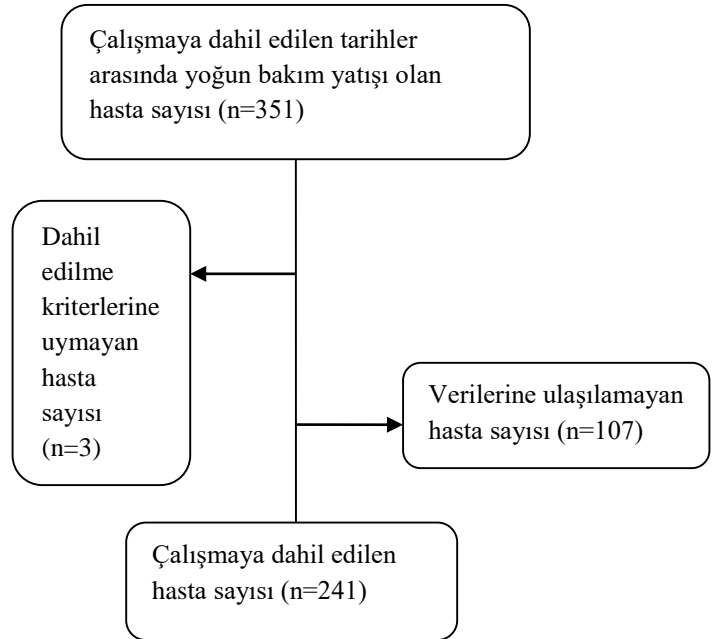 Çalışmaya dahil edilen tarihler
arasında yoğun bakım yatışı olan
hasta sayısı (n=351)
Dahil
edilme
kriterlerine
uymayan
hasta
sayısı
(n=3)
Verilerine ulaşılamayan
hasta sayısı (n=107)
Çalışmaya dahil edilen
hasta sayısı (n=241)